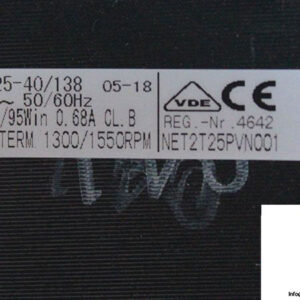 25-40/138 05-18
~ 50/60Hz
/95Win 0.68A CL.B
TERM. 1300/1550RPM
VDE CE
REG.-Nr.4642
NET2T25PVN001